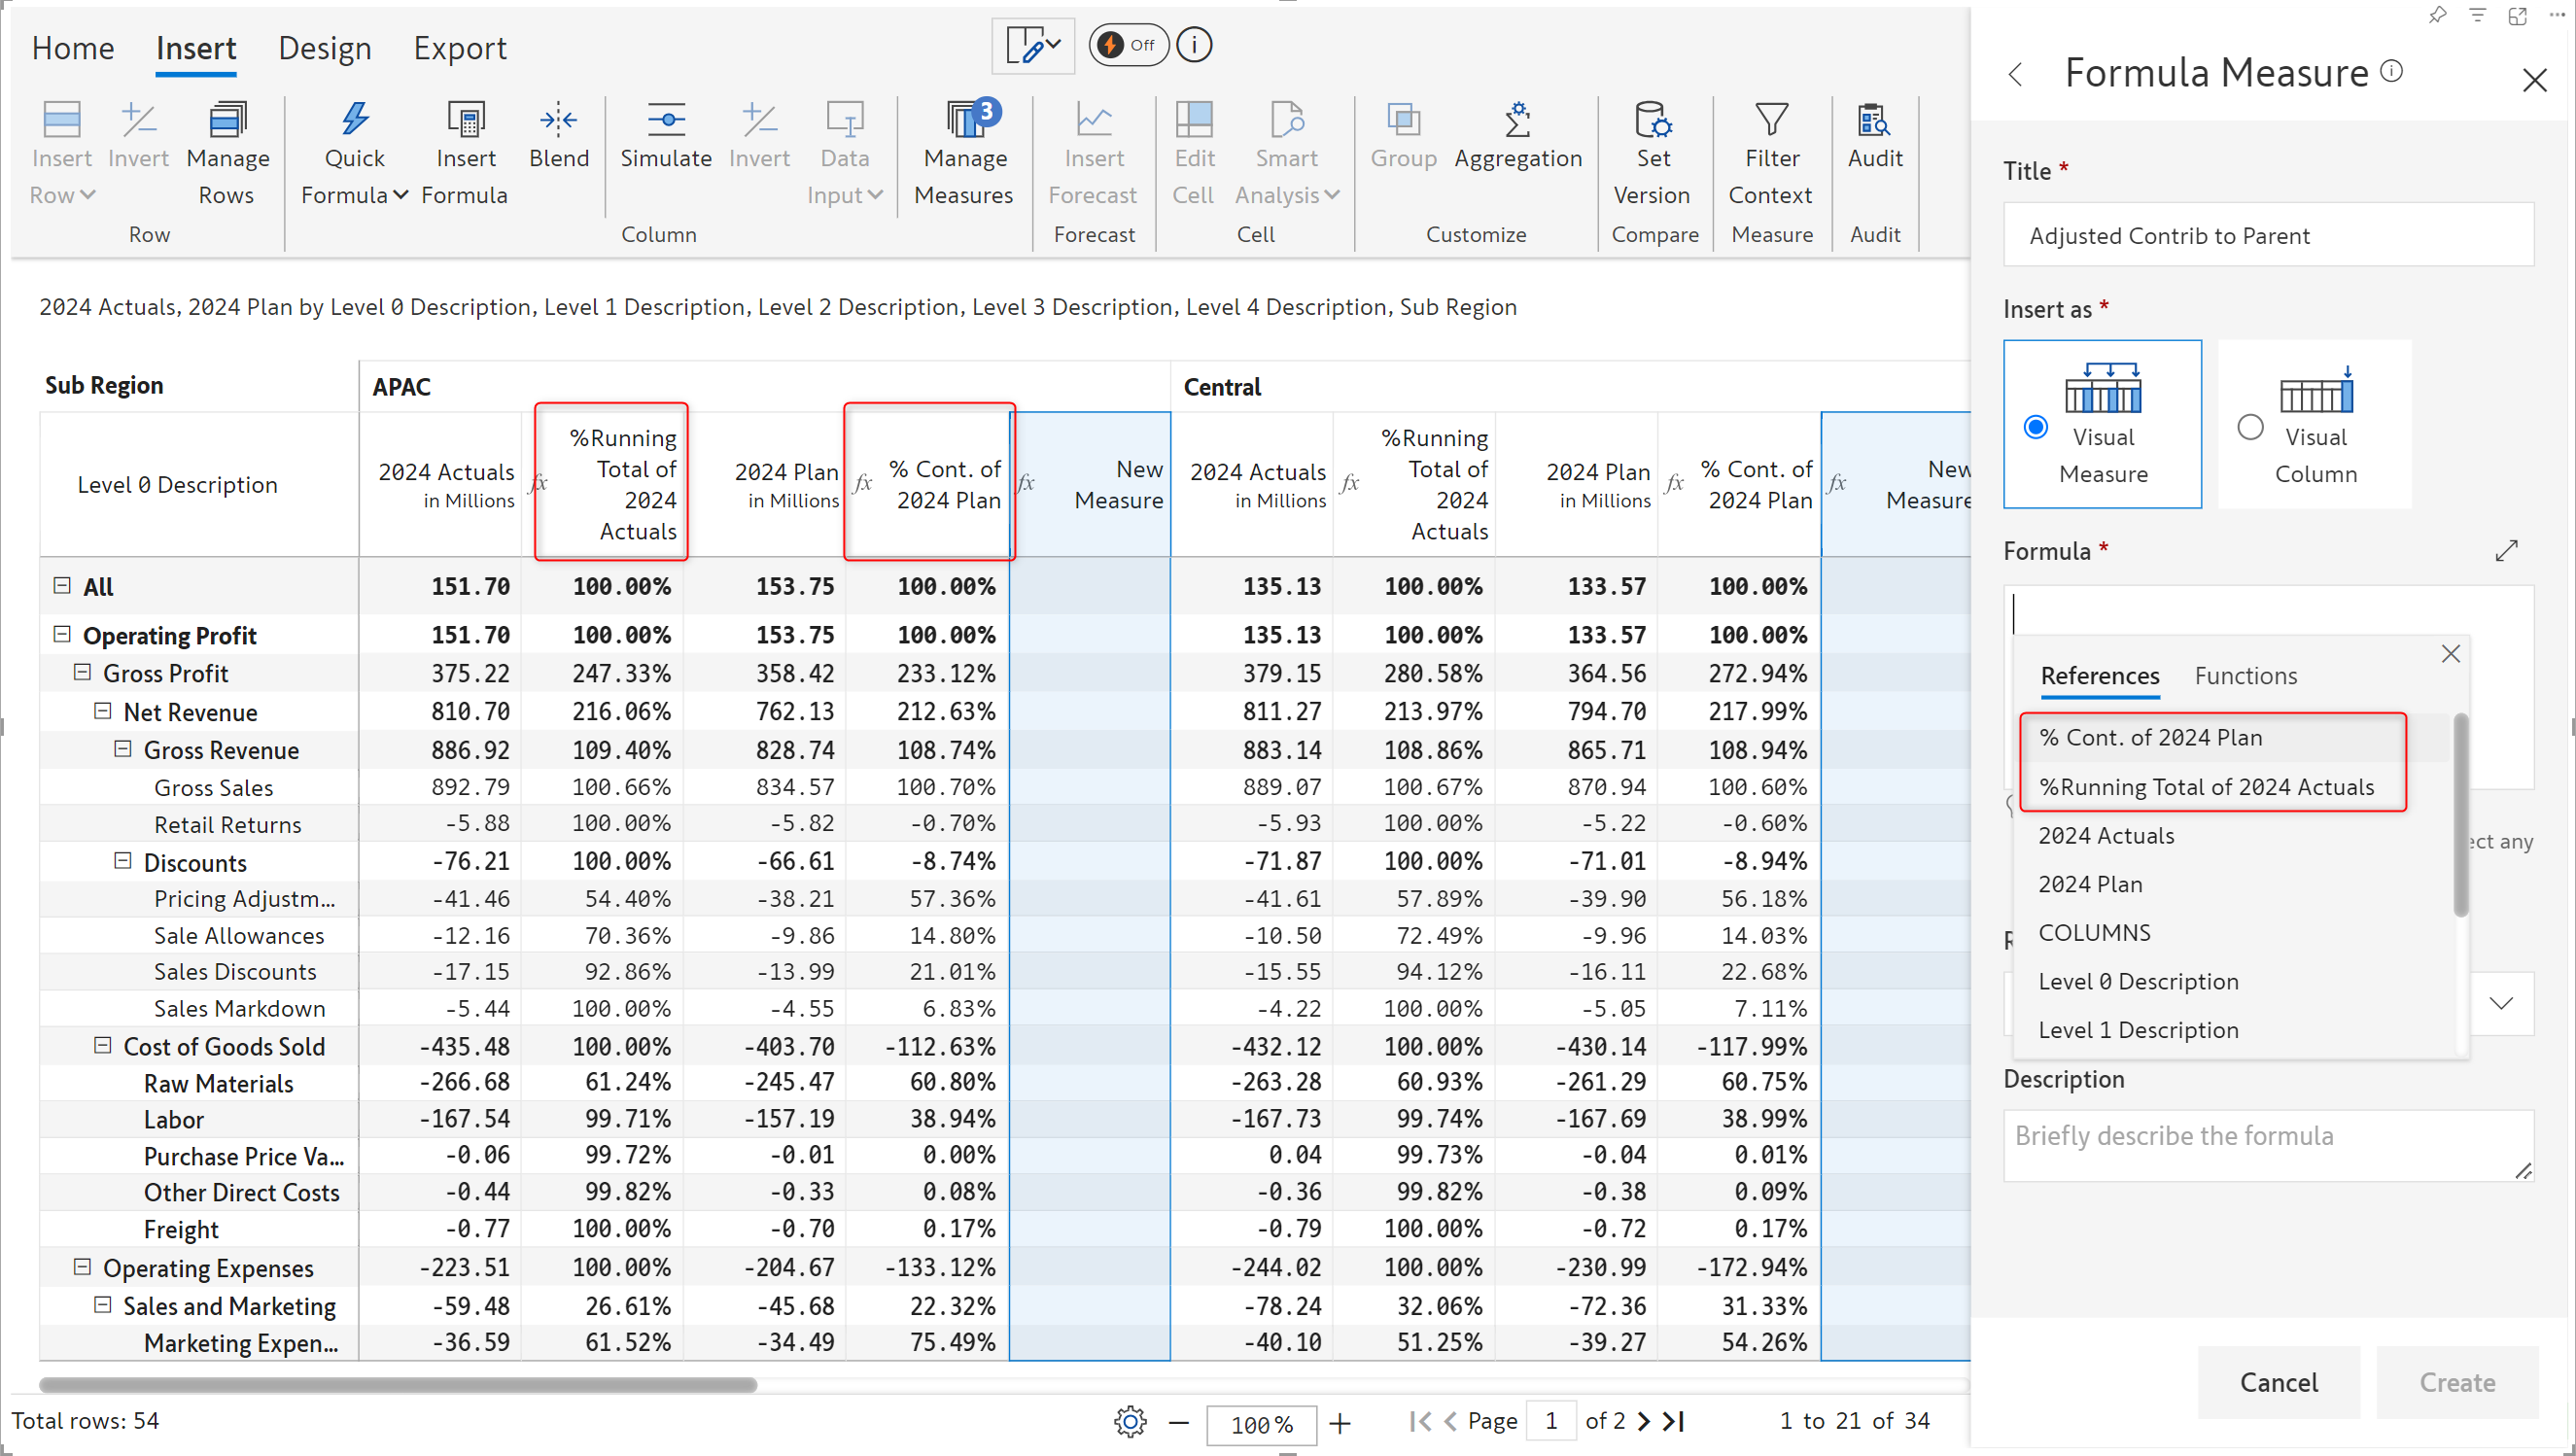 Home Insert Design Export
Off i
Insert Row
Invert
Manage Rows
Quick Formula
Insert Formula
Blend
Simulate
Invert
Data Input
3
Manage Measures
Insert Forecast
Edit Cell
Smart Analysis
Group
Aggregation
Set Version
Filter Context
Audit
Row Column Forecast Cell Customize Compare Measure Audit
2024 Actuals, 2024 Plan by Level 0 Description, Level 1 Description, Level 2 Description, Level 3 Description, Level 4 Description, Sub Region
Sub Region APAC Central
Level 0 Description
2024 Actuals in Millions
fx %Running Total of 2024 Actuals
2024 Plan in Millions
fx % Cont. of 2024 Plan
fx New Measure
2024 Actuals in Millions
fx %Running Total of 2024 Actuals
2024 Plan in Millions
fx % Cont. of 2024 Plan
fx New Measure
All 151.70 100.00% 153.75 100.00% 135.13 100.00% 133.57 100.00%
Operating Profit 151.70 100.00% 153.75 100.00% 135.13 100.00% 133.57 100.00%
Gross Profit 375.22 247.33% 358.42 233.12% 379.15 280.58% 364.56 272.94%
Net Revenue 810.70 216.06% 762.13 212.63% 811.27 213.97% 794.70 217.99%
Gross Revenue 886.92 109.40% 828.74 108.74% 883.14 108.86% 865.71 108.94%
Gross Sales 892.79 100.66% 834.57 100.70% 889.07 100.67% 870.94 100.60%
Retail Returns -5.88 100.00% -5.82 -0.70% -5.93 100.00% -5.22 -0.60%
Discounts -76.21 100.00% -66.61 -8.74% -71.87 100.00% -71.01 -8.94%
Pricing Adjustm... -41.46 54.40% -38.21 57.36% -41.61 57.89% -39.90 56.18%
Sale Allowances -12.16 70.36% -9.86 14.80% -10.50 72.49% -9.96 14.03%
Sales Discounts -17.15 92.86% -13.99 21.01% -15.55 94.12% -16.11 22.68%
Sales Markdown -5.44 100.00% -4.55 6.83% -4.22 100.00% -5.05 7.11%
Cost of Goods Sold -435.48 100.00% -403.70 -112.63% -432.12 100.00% -430.14 -117.99%
Raw Materials -266.68 61.24% -245.47 60.80% -263.28 60.93% -261.29 60.75%
Labor -167.54 99.71% -157.19 38.94% -167.73 99.74% -167.69 38.99%
Purchase Price Va... -0.06 99.72% -0.01 0.00% 0.04 99.73% -0.04 0.01%
Other Direct Costs -0.44 99.82% -0.33 0.08% -0.36 99.82% -0.38 0.09%
Freight -0.77 100.00% -0.70 0.17% -0.79 100.00% -0.72 0.17%
Operating Expenses -223.51 100.00% -204.67 -133.12% -244.02 100.00% -230.99 -172.94%
Sales and Marketing -59.48 26.61% -45.68 22.32% -78.24 32.06% -72.36 31.33%
Marketing Expen... -36.59 61.52% -34.49 75.49% -40.10 51.25% -39.27 54.26%
Total rows: 54
100%
Page 1 of 2
1 to 21 of 34
Formula Measure
Title *
Adjusted Contrib to Parent
Insert as *
Visual Measure
Visual Column
Formula *
References Functions
% Cont. of 2024 Plan
%Running Total of 2024 Actuals
2024 Actuals
ect any
2024 Plan
COLUMNS
Level 0 Description
Level 1 Description
Description
Briefly describe the formula
Cancel Create